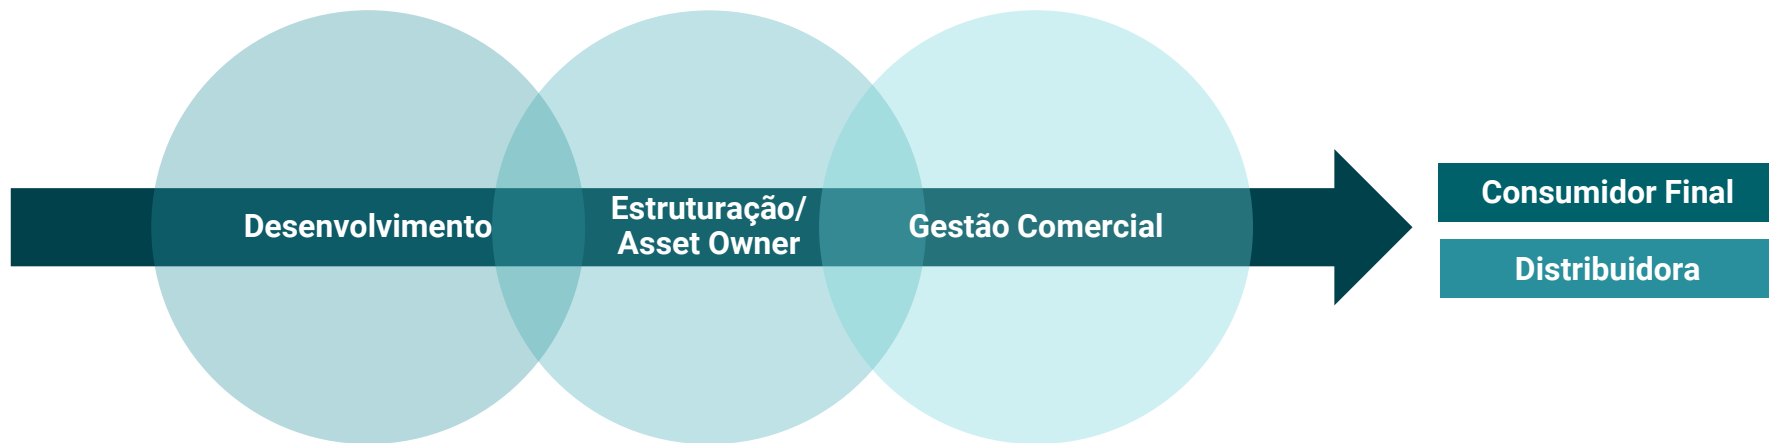 Desenvolvimento
Estruturação/
Asset Owner
Gestão Comercial
Consumidor Final
Distribuidora